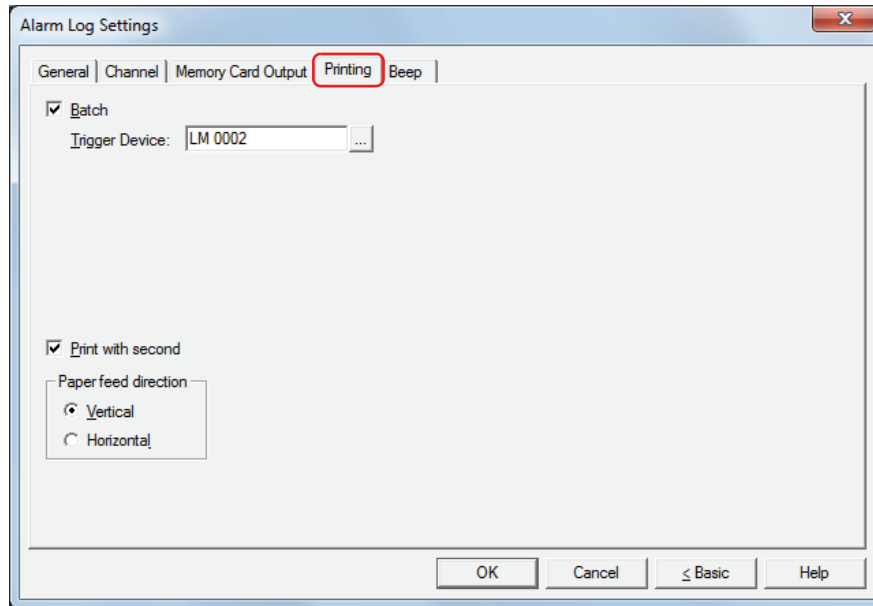 Alarm Log Settings
x
General Channel Memory Card Output Printing Beep
Batch
Trigger Device: LM 0002 ...
Print with second
Paper feed direction
Vertical
Horizontal
OK Cancel < Basic Help